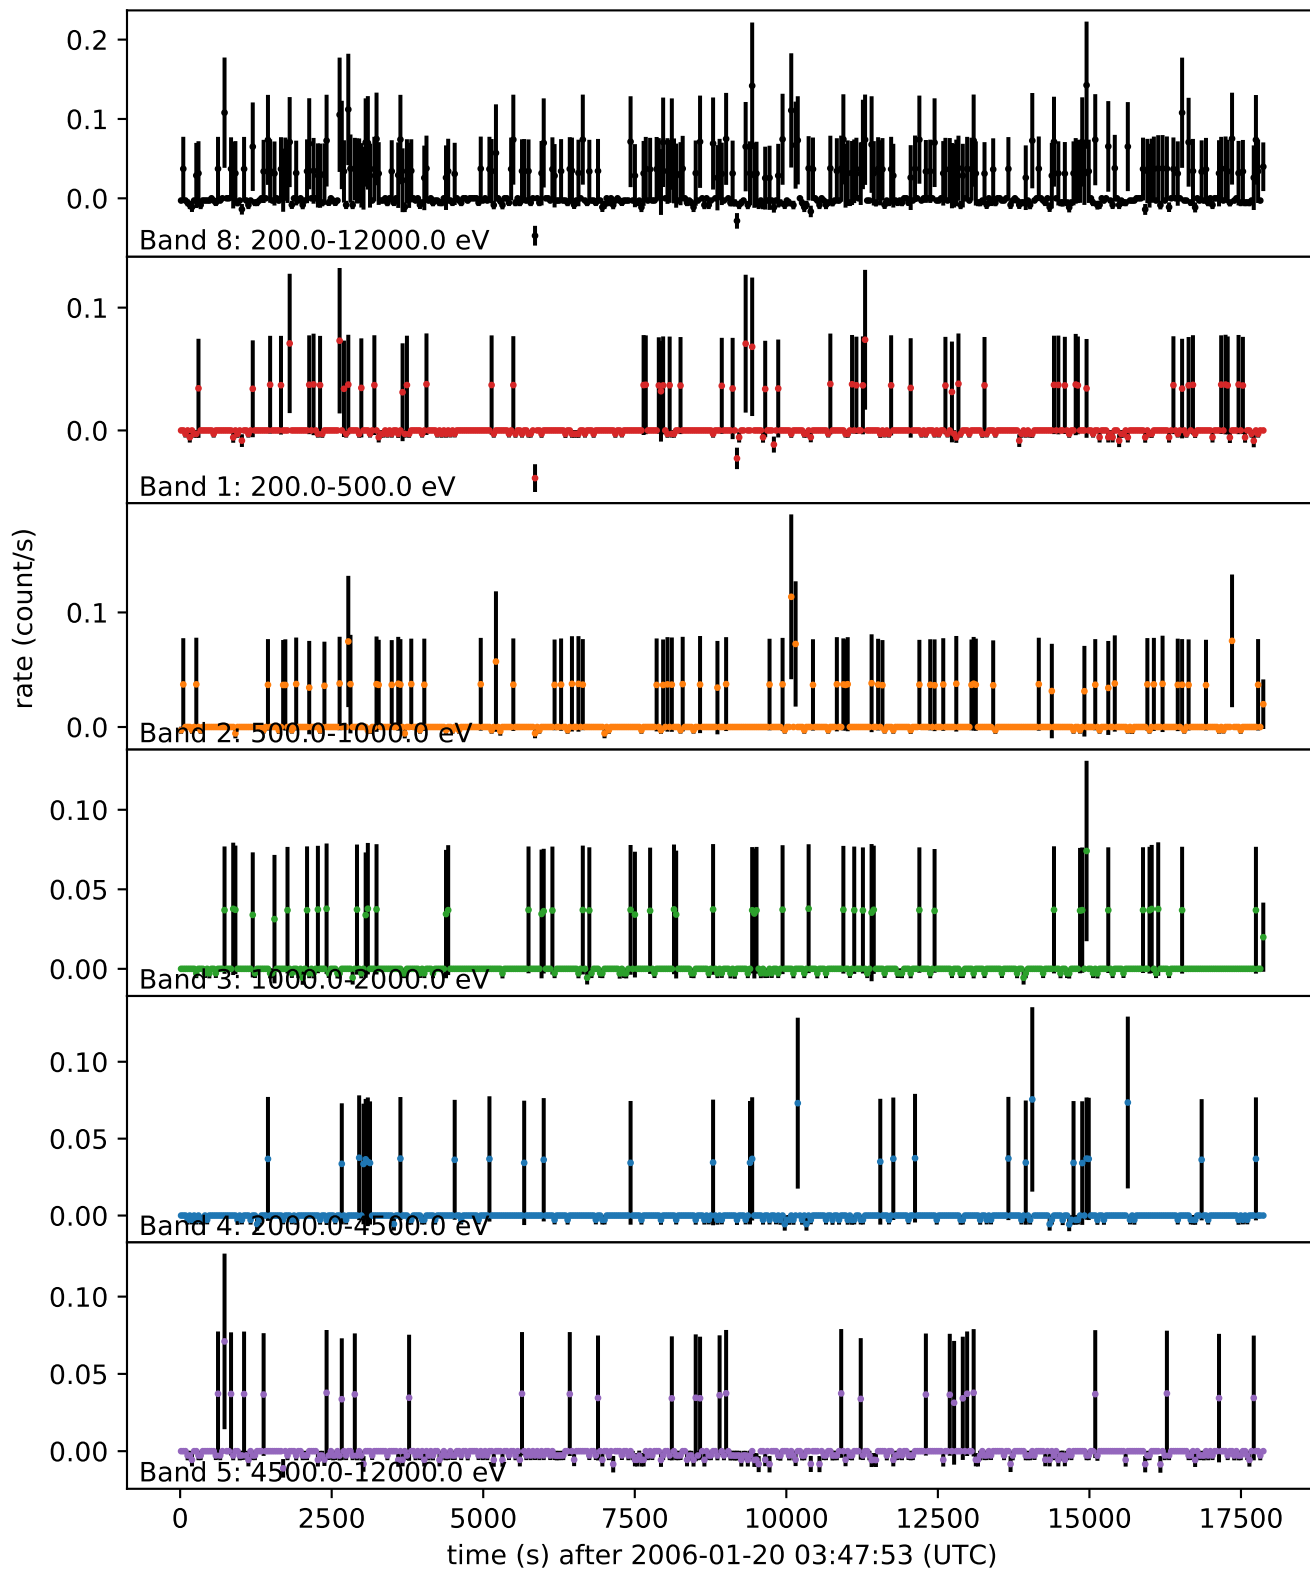 0.2
0.1
0.0
Band 8: 200.0-12000.0 eV
0.1
0.0
Band 1: 200.0-500.0 eV
rate (count/s)
0.1
0.0
Band 2: 500.0-1000.0 eV
0.10
0.05
0.00
Band 3: 1000.0-2000.0 eV
0.10
0.05
0.00
Band 4: 2000.0-4500.0 eV
0.10
0.05
0.00
Band 5: 4500.0-12000.0 eV
0 2500 5000 7500 10000 12500 15000 17500
time (s) after 2006-01-20 03:47:53 (UTC)